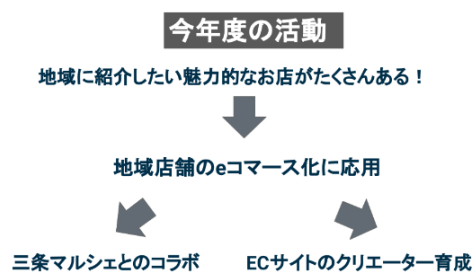 今年度の活動
地域に紹介したい魅力的なお店がたくさんある！
地域店舗のeコマース化に応用
三条マルシェとのコラボ
ECサイトのクリエーター育成